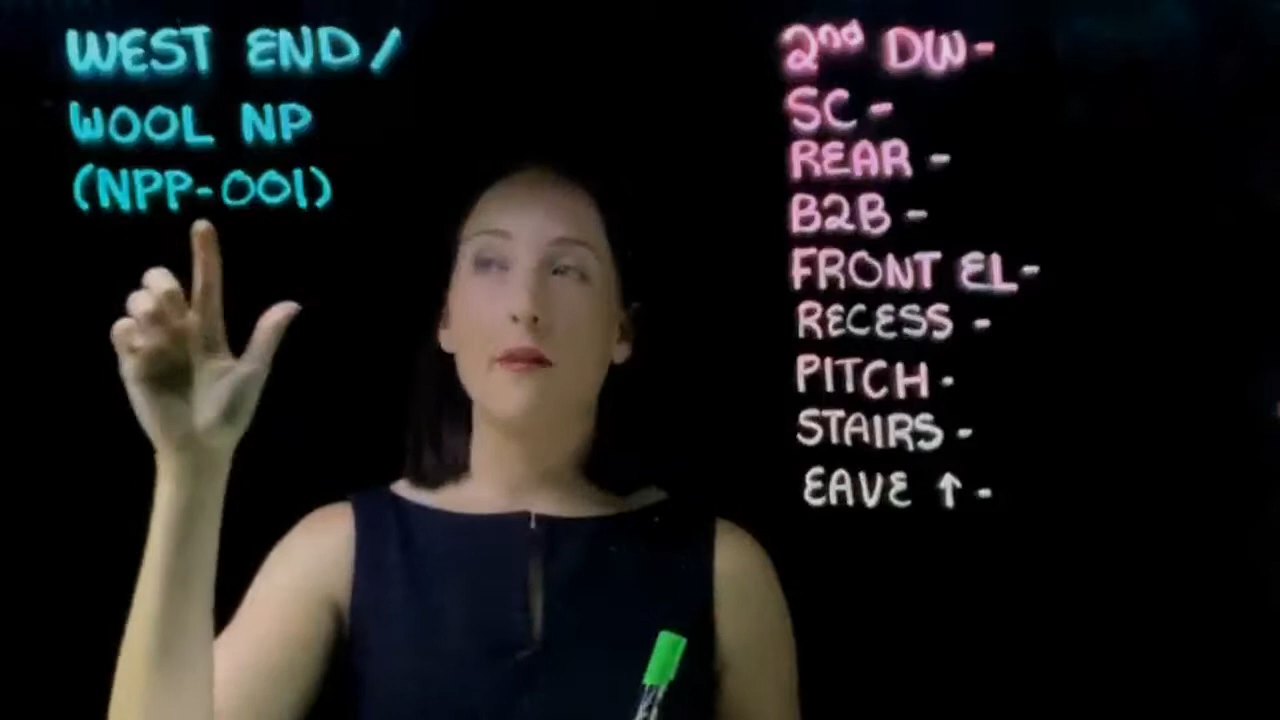 WEST END/
WOOL NP
(NPP-001)
2nd DW-
SC -
REAR -
B2B -
FRONT EL-
RECESS -
PITCH -
STAIRS -
EAVE ↑ -